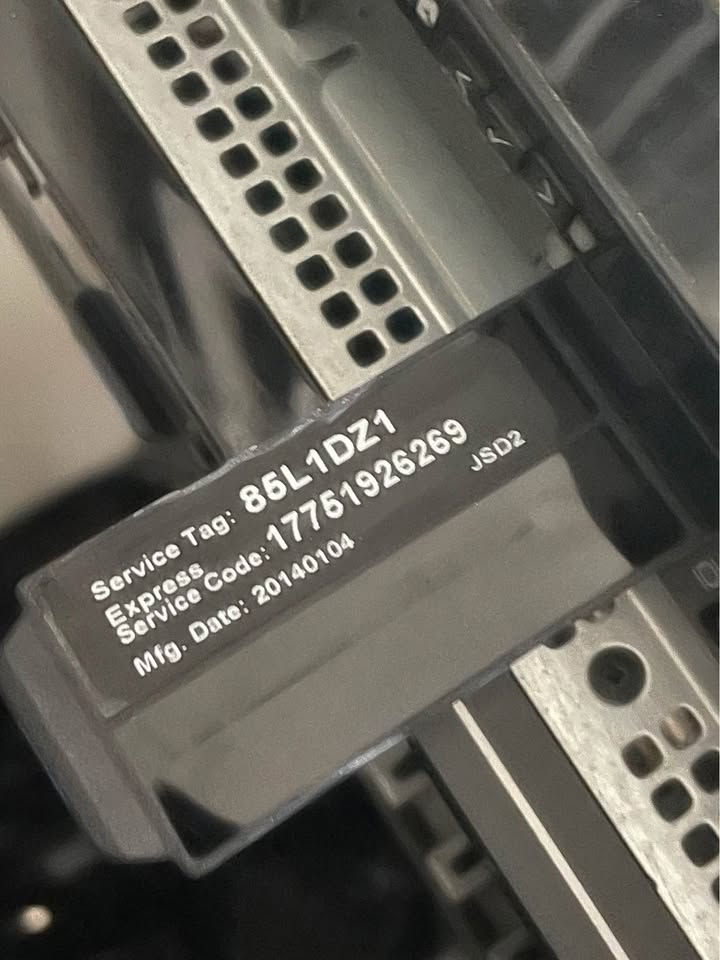 Service Tag: 85L1DZ1
Express
Service Code: 17751926269
JSD2
Mfg. Date: 20140104